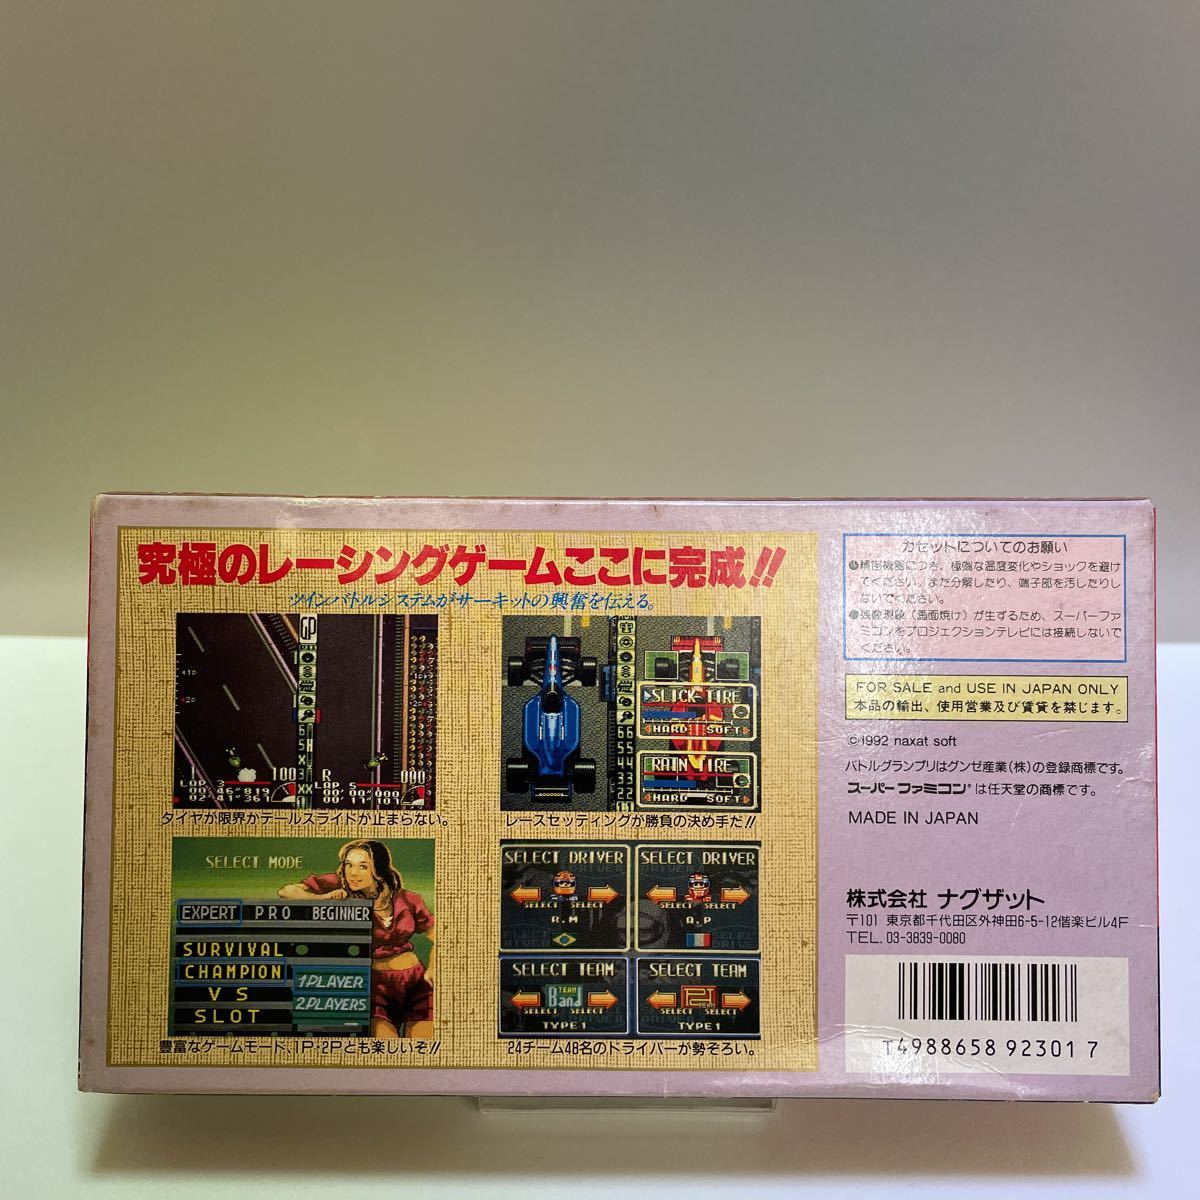 究極のレーシングゲームここに完成!!
ツインバトルシステムがサーキットの興奮を伝える。
GP
100
R
000
タイヤが限界かテールスライドが止まらない。
SLICK TIRE
HARD SOFT
RAIN TIRE
HARD SOFT
レースセッティングが勝負の決め手だ!!
SELECT MODE
EXPERT PRO BEGINNER
SURVIVAL
CHAMPION
VS
SLOT
1PLAYER
2PLAYERS
豊富なゲームモード、1P・2Pとも楽しいぞ!!
SELECT DRIVER
SELECT SELECT
R.M
SELECT DRIVER
SELECT SELECT
A.P
SELECT TEAM
TEAM
Band
SELECT SELECT
TYPE1
SELECT TEAM
SELECT SELECT
TYPE1
24チーム48名のドライバーが勢ぞろい。
カセットについてのお願い
●精密機器につき、極端な温度変化やショックを避け
てください。また分解したり、端子部を汚したりし
ないでください。
●残像現象（画面焼け）が生ずるため、スーパーファ
ミコンをプロジェクションテレビには接続しないで
ください。
FOR SALE and USE IN JAPAN ONLY
本品の輸出、使用営業及び賃貸を禁じます。
©1992 naxat soft
バトルグランプリはグンゼ産業(株)の登録商標です。
スーパーファミコン®は任天堂の商標です。
MADE IN JAPAN
株式会社 ナグザット
〒101 東京都千代田区外神田6-5-12偕楽ビル4F
TEL. 03-3839-0080
T4988658 923017